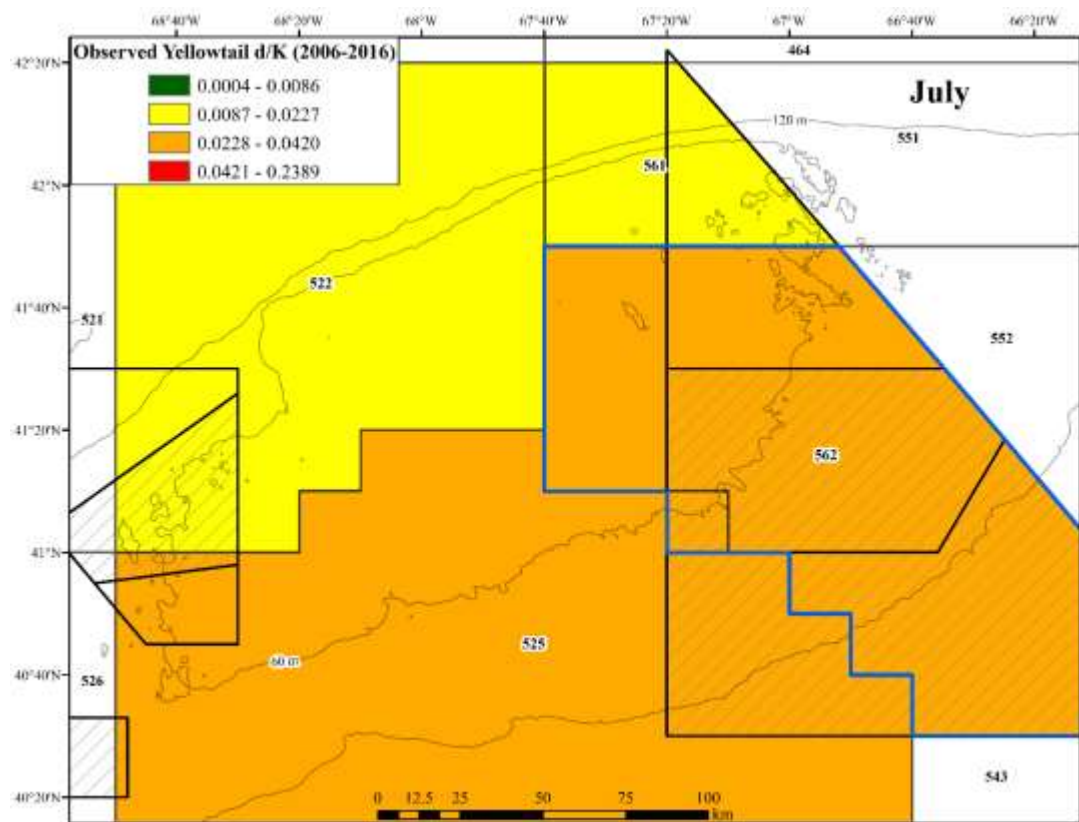 68°40'W 68°20'W 68°W 67°40'W 67°20'W 67°W 66°40'W 66°20'W
Observed Yellowtail d/K (2006-2016)
0.0004 - 0.0086
0.0087 - 0.0227
0.0228 - 0.0420
0.0421 - 0.2389
July
464
120 m
551
561
522
521
552
562
525
60 m
526
543
42°20'N
42°N
41°40'N
41°20'N
41°N
40°40'N
40°20'N
0 12.5 25 50 75 100
km